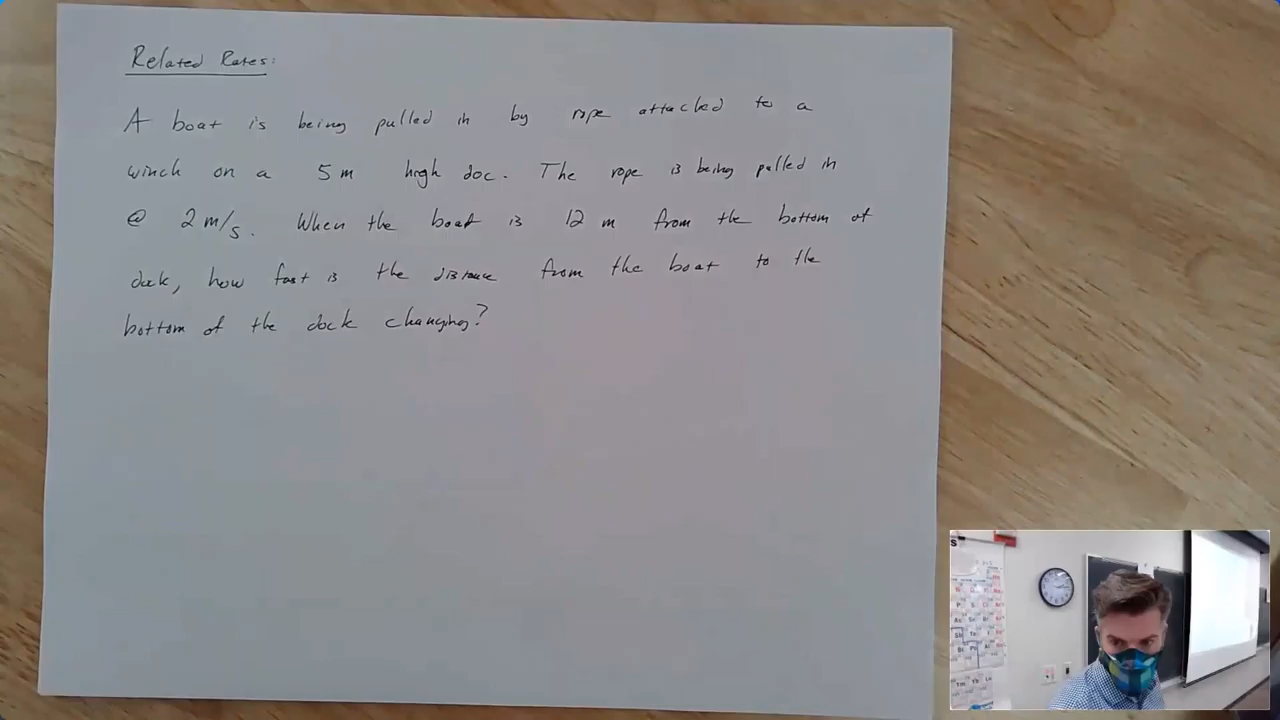 Related Rates:
A boat is being pulled in by rope attacked to a
winch on a 5 m high doc. The rope is being pulled in
@ 2 m/s. When the boat is 12 m from the bottom of
dock, how fast is the distance from the boat to the
bottom of the dock changing?